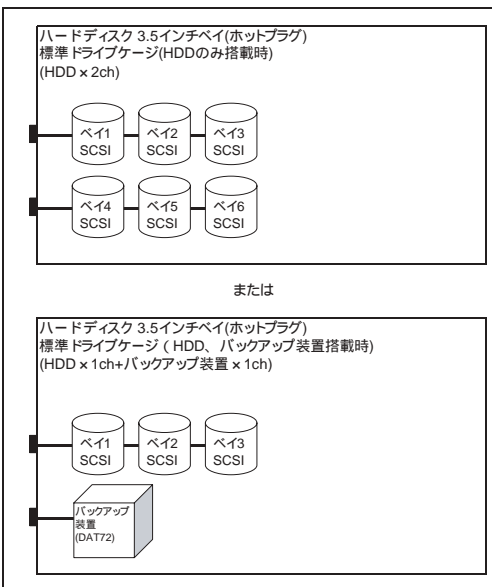 ハードディスク 3.5インチベイ(ホットプラグ)
標準ドライブケージ(HDDのみ搭載時)
(HDD x 2ch)
ベイ1 ベイ2 ベイ3
SCSI SCSI SCSI
ベイ4 ベイ5 ベイ6
SCSI SCSI SCSI
または
ハードディスク 3.5インチベイ(ホットプラグ)
標準ドライブケージ ( HDD、バックアップ装置搭載時)
(HDD x 1ch+バックアップ装置 x 1ch)
ベイ1 ベイ2 ベイ3
SCSI SCSI SCSI
バックアップ
装置
(DAT72)